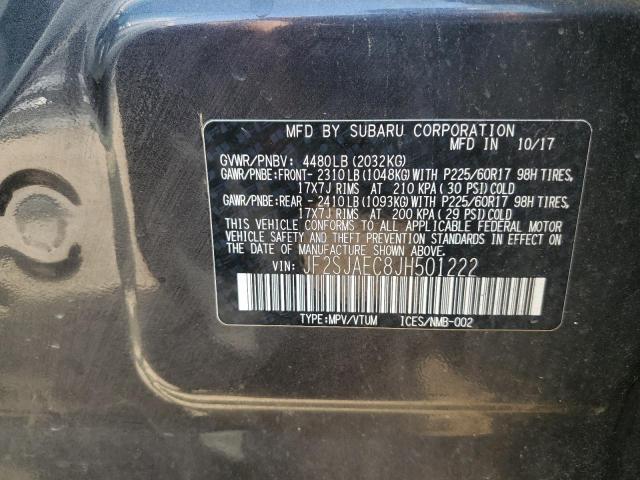 MFD BY SUBARU CORPORATION
MFD IN 10/17
GVWR/PNBV: 4480LB(2032KG)
GAWR/PNBE:FRONT- 2310LB(1048KG)WITH P225/60R17 98H TIRES,
17X7J RIMS AT 210 KPA(30 PSI)COLD
GAWR/PNBE:REAR - 2410LB(1093KG)WITH P225/60R17 98H TIRES,
17X7J RIMS AT 200 KPA(29 PSI)COLD
THIS VEHICLE CONFORMS TO ALL APPLICABLE FEDERAL MOTOR
VEHICLE SAFETY AND THEFT PREVENTION STANDARDS IN EFFECT
ON THE DATE OF MANUFACTURE SHOWN ABOVE.
VIN: JF2SJAEC8JH501222
TYPE:MPV/VTUM ICES/NMB-002